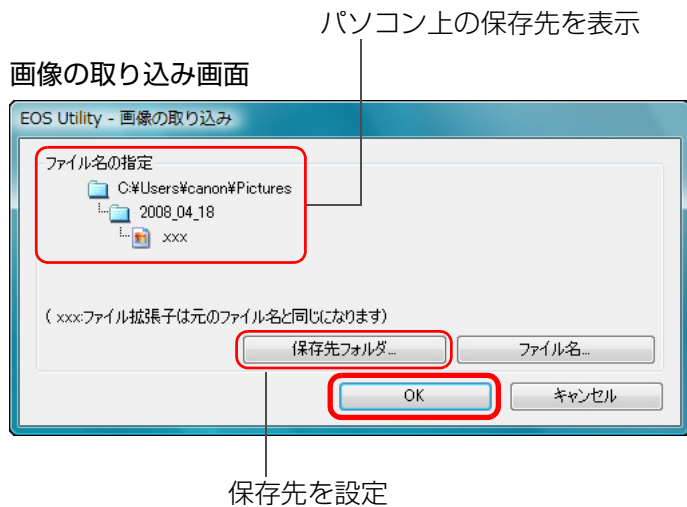 パソコン上の保存先を表示
画像の取り込み画面
EOS Utility - 画像の取り込み
ファイル名の指定
C:¥Users¥canon¥Pictures
2008_04_18
xxx
( xxx:ファイル拡張子は元のファイル名と同じになります)
保存先フォルダ... ファイル名...
OK キャンセル
保存先を設定